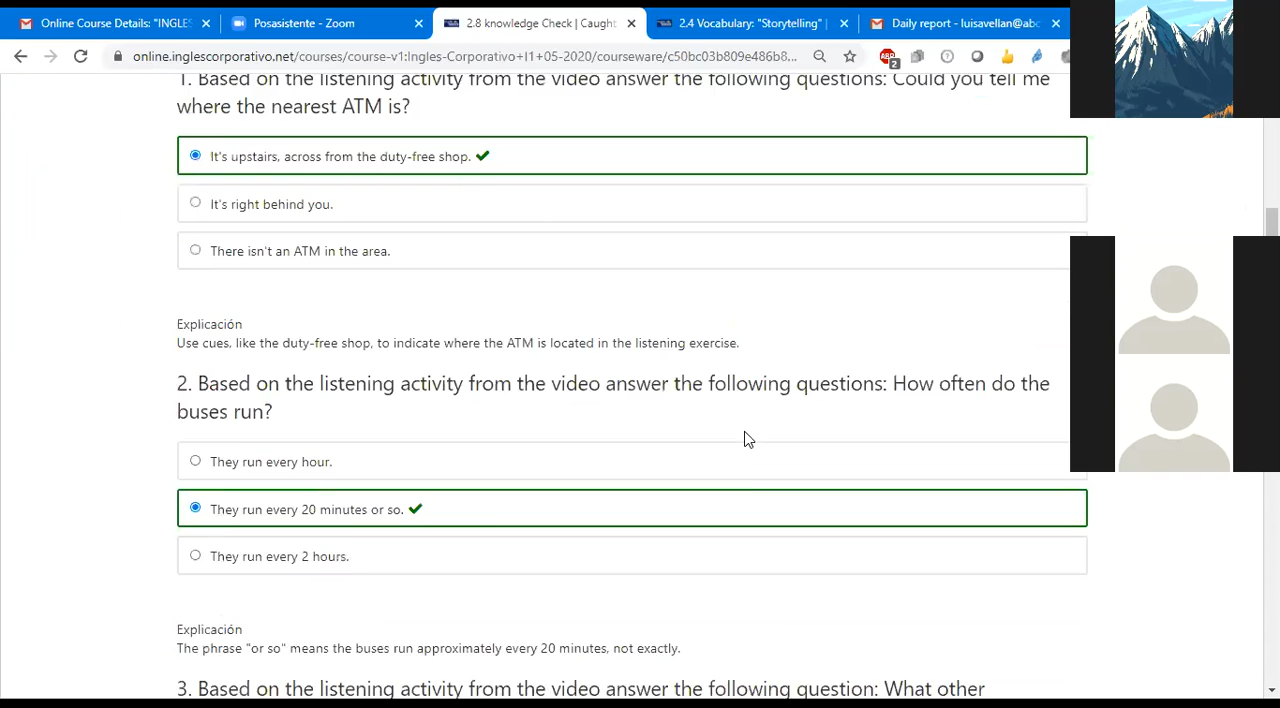 Online Course Details: "INGLES
Posasistente - Zoom
2.8 knowledge Check | Caught
2.4 Vocabulary: "Storytelling" |
Daily report - luisavellan@abc
online.inglescorporativo.net/courses/course-v1:Ingles-Corporativo+I1+05-2020/courseware/c50bc03b809e486b8...
2
1. Based on the listening activity from the video answer the following questions: Could you tell me
where the nearest ATM is?
It's upstairs, across from the duty-free shop.
It's right behind you.
There isn't an ATM in the area.
Explicación
Use cues, like the duty-free shop, to indicate where the ATM is located in the listening exercise.
2. Based on the listening activity from the video answer the following questions: How often do the
buses run?
They run every hour.
They run every 20 minutes or so.
They run every 2 hours.
Explicación
The phrase "or so" means the buses run approximately every 20 minutes, not exactly.
3. Based on the listening activity from the video answer the following question: What other